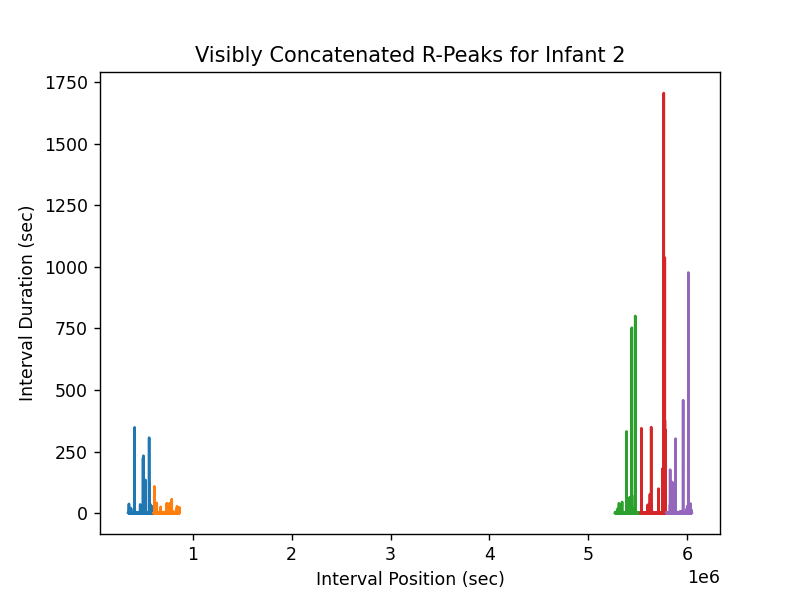 Visibly Concatenated R-Peaks for Infant 2
1750
1500
1250
1000
750
500
250
0
Interval Duration (sec)
1 2 3 4 5 6
1e6
Interval Position (sec)